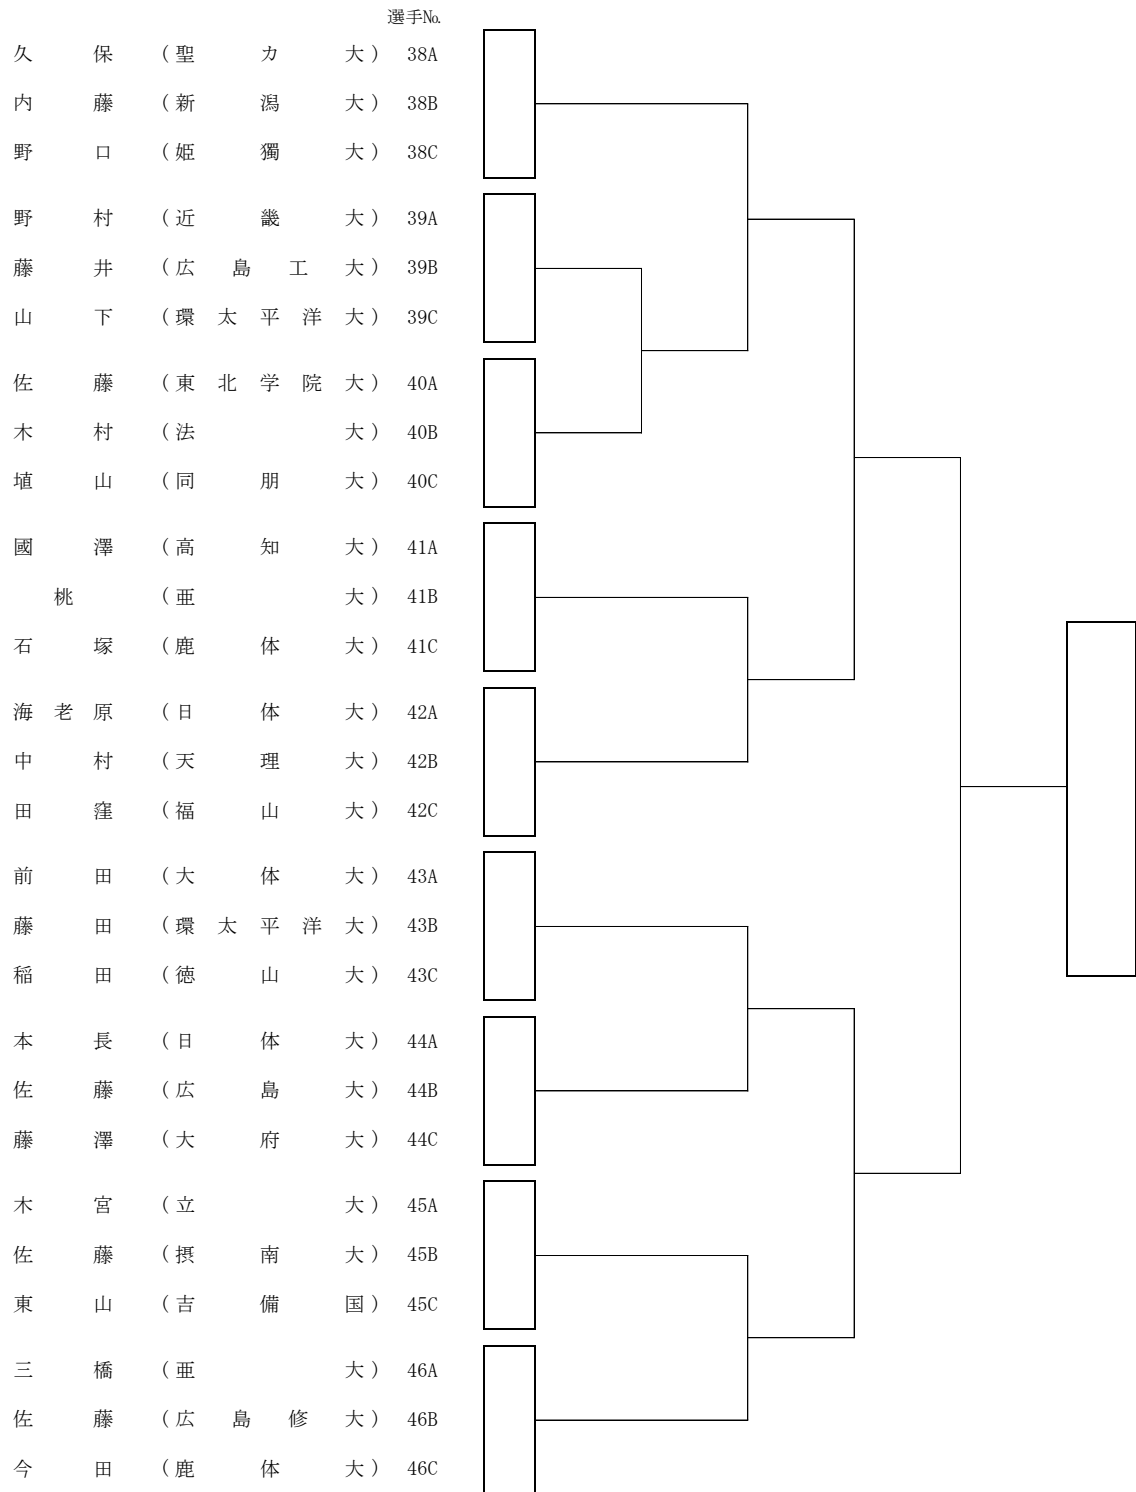 選手№
久保(聖カ大) 38A
内藤(新潟大) 38B
野口(姫獨大) 38C
野村(近畿大) 39A
藤井(広島工大) 39B
山下(環太平洋大) 39C
佐藤(東北学院大) 40A
木村(法大) 40B
埴山(同朋大) 40C
國澤(高知大) 41A
桃(亜大) 41B
石塚(鹿体大) 41C
海老原(日体大) 42A
中村(天理大) 42B
田窪(福山大) 42C
前田(大体大) 43A
藤田(環太平洋大) 43B
稲田(徳山大) 43C
本長(日体大) 44A
佐藤(広島大) 44B
藤澤(大府大) 44C
木宮(立大) 45A
佐藤(摂南大) 45B
東山(吉備国) 45C
三橋(亜大) 46A
佐藤(広島修大) 46B
今田(鹿体大) 46C